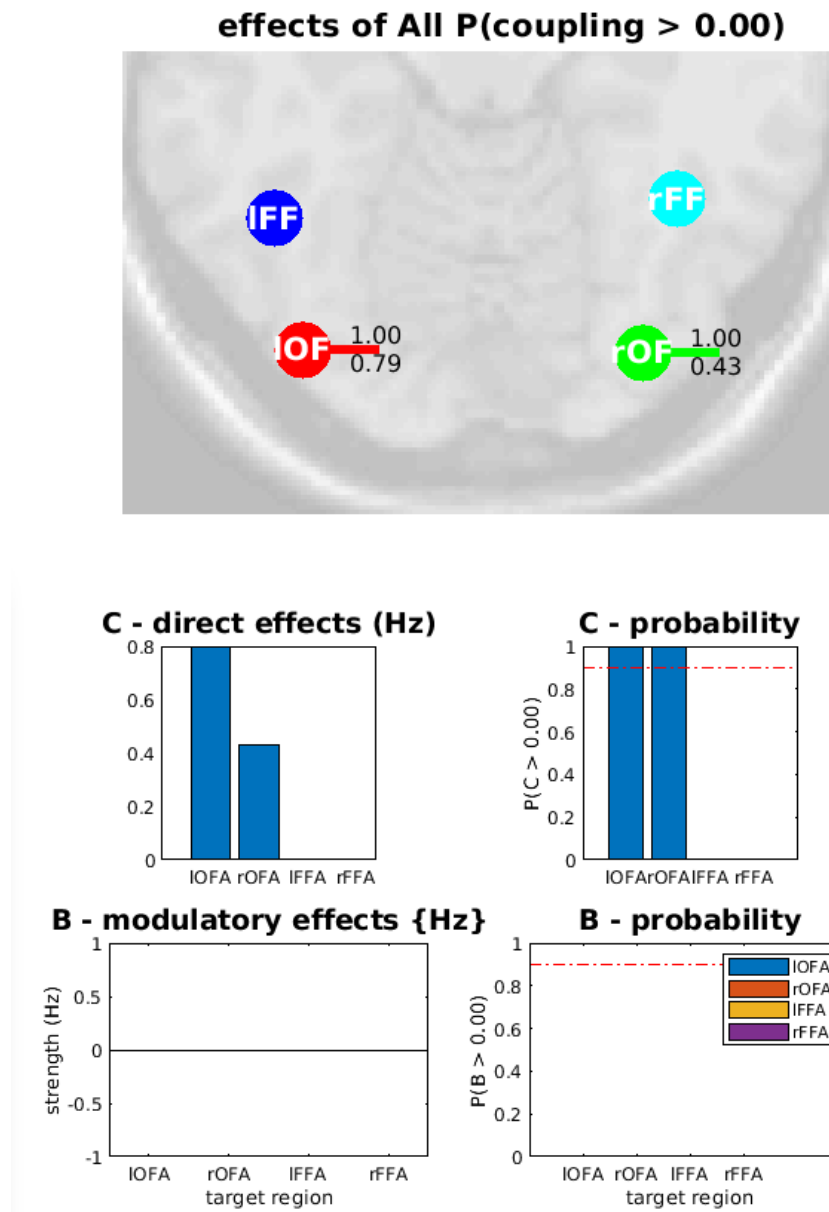 effects of All P(coupling > 0.00)
lFF
rFF
lOF
1.00
0.79
rOF
1.00
0.43
C - direct effects (Hz)
0.8
0.6
0.4
0.2
0
lOFA rOFA lFFA rFFA
C - probability
P(C > 0.00)
1
0.8
0.6
0.4
0.2
0
lOFA rOFA lFFA rFFA
B - modulatory effects {Hz}
strength (Hz)
1
0.5
0
-0.5
-1
lOFA rOFA lFFA rFFA
target region
B - probability
P(B > 0.00)
1
0.8
0.6
0.4
0.2
0
lOFA
rOFA
lFFA
rFFA
lOFA rOFA lFFA rFFA
target region